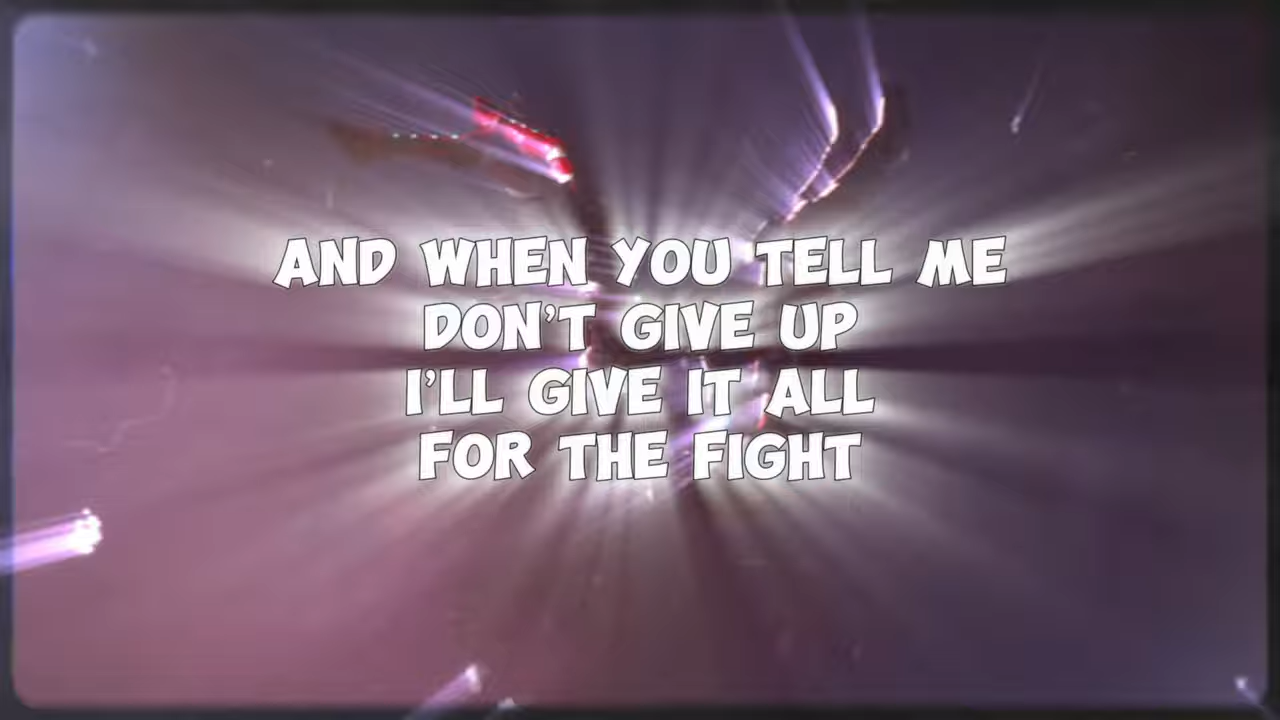 AND WHEN YOU TELL ME
DON'T GIVE UP
I'LL GIVE IT ALL
FOR THE FIGHT